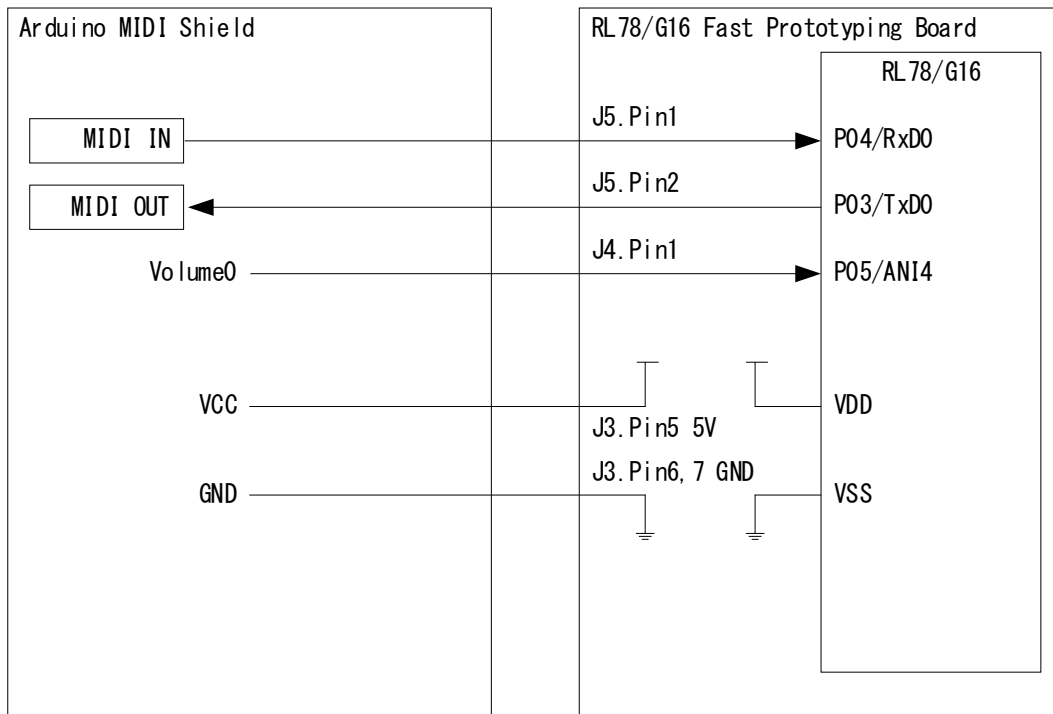 Arduino MIDI Shield
RL78/G16 Fast Prototyping Board
RL78/G16
J5.Pin1
MIDI IN
P04/RxD0
J5.Pin2
MIDI OUT
P03/TxD0
J4.Pin1
Volume0
P05/ANI4
VCC
VDD
J3.Pin5 5V
J3.Pin6,7 GND
GND
VSS